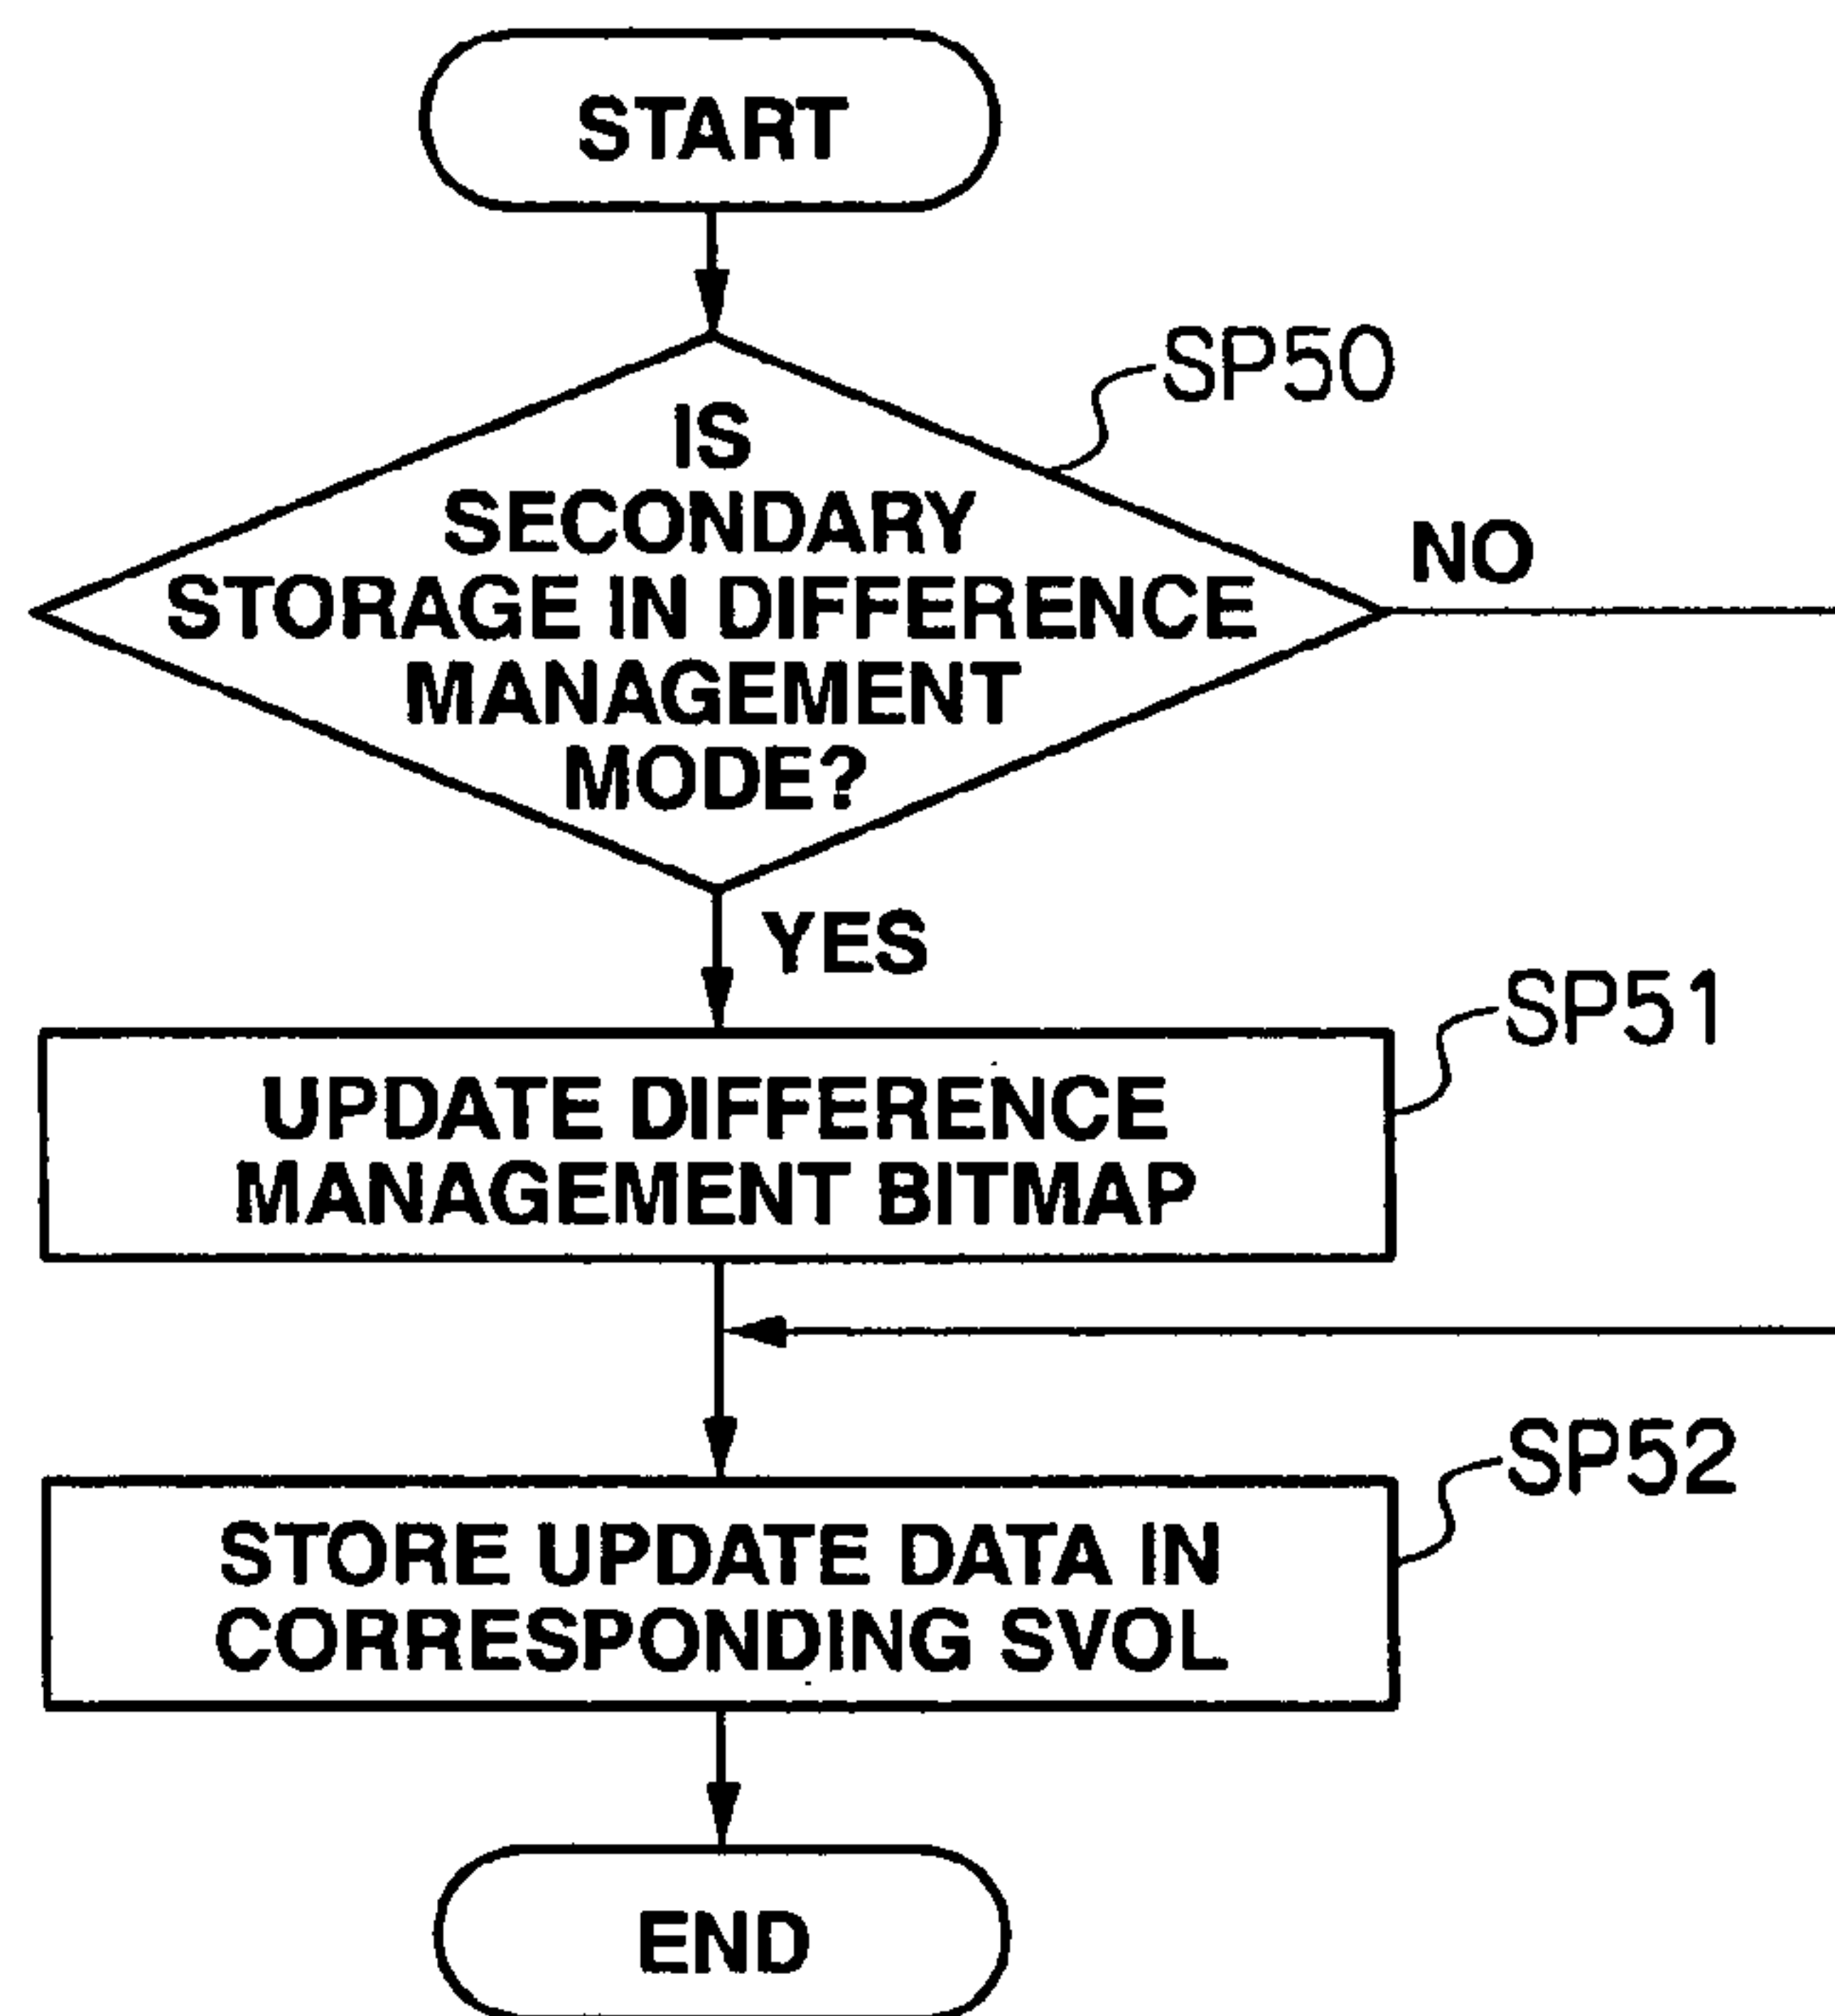 START
SP50
IS
SECONDARY
STORAGE IN DIFFERENCE
MANAGEMENT
MODE?
NO
YES
SP51
UPDATE DIFFERENCE
MANAGEMENT BITMAP
SP52
STORE UPDATE DATA IN
CORRESPONDING SVOL
END